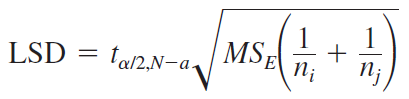 LSD = t_{α/2,N−a} √(MS_E(1/n_i + 1/n_j))